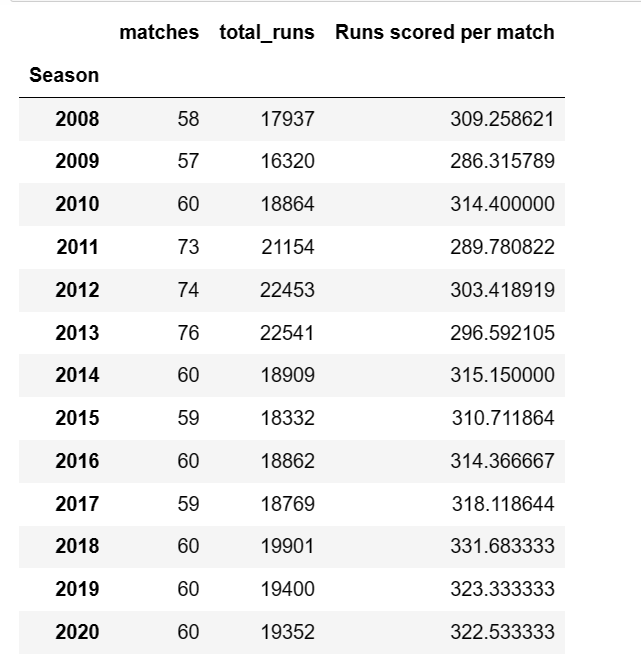 matches total_runs Runs scored per match
Season
2008 58 17937 309.258621
2009 57 16320 286.315789
2010 60 18864 314.400000
2011 73 21154 289.780822
2012 74 22453 303.418919
2013 76 22541 296.592105
2014 60 18909 315.150000
2015 59 18332 310.711864
2016 60 18862 314.366667
2017 59 18769 318.118644
2018 60 19901 331.683333
2019 60 19400 323.333333
2020 60 19352 322.533333